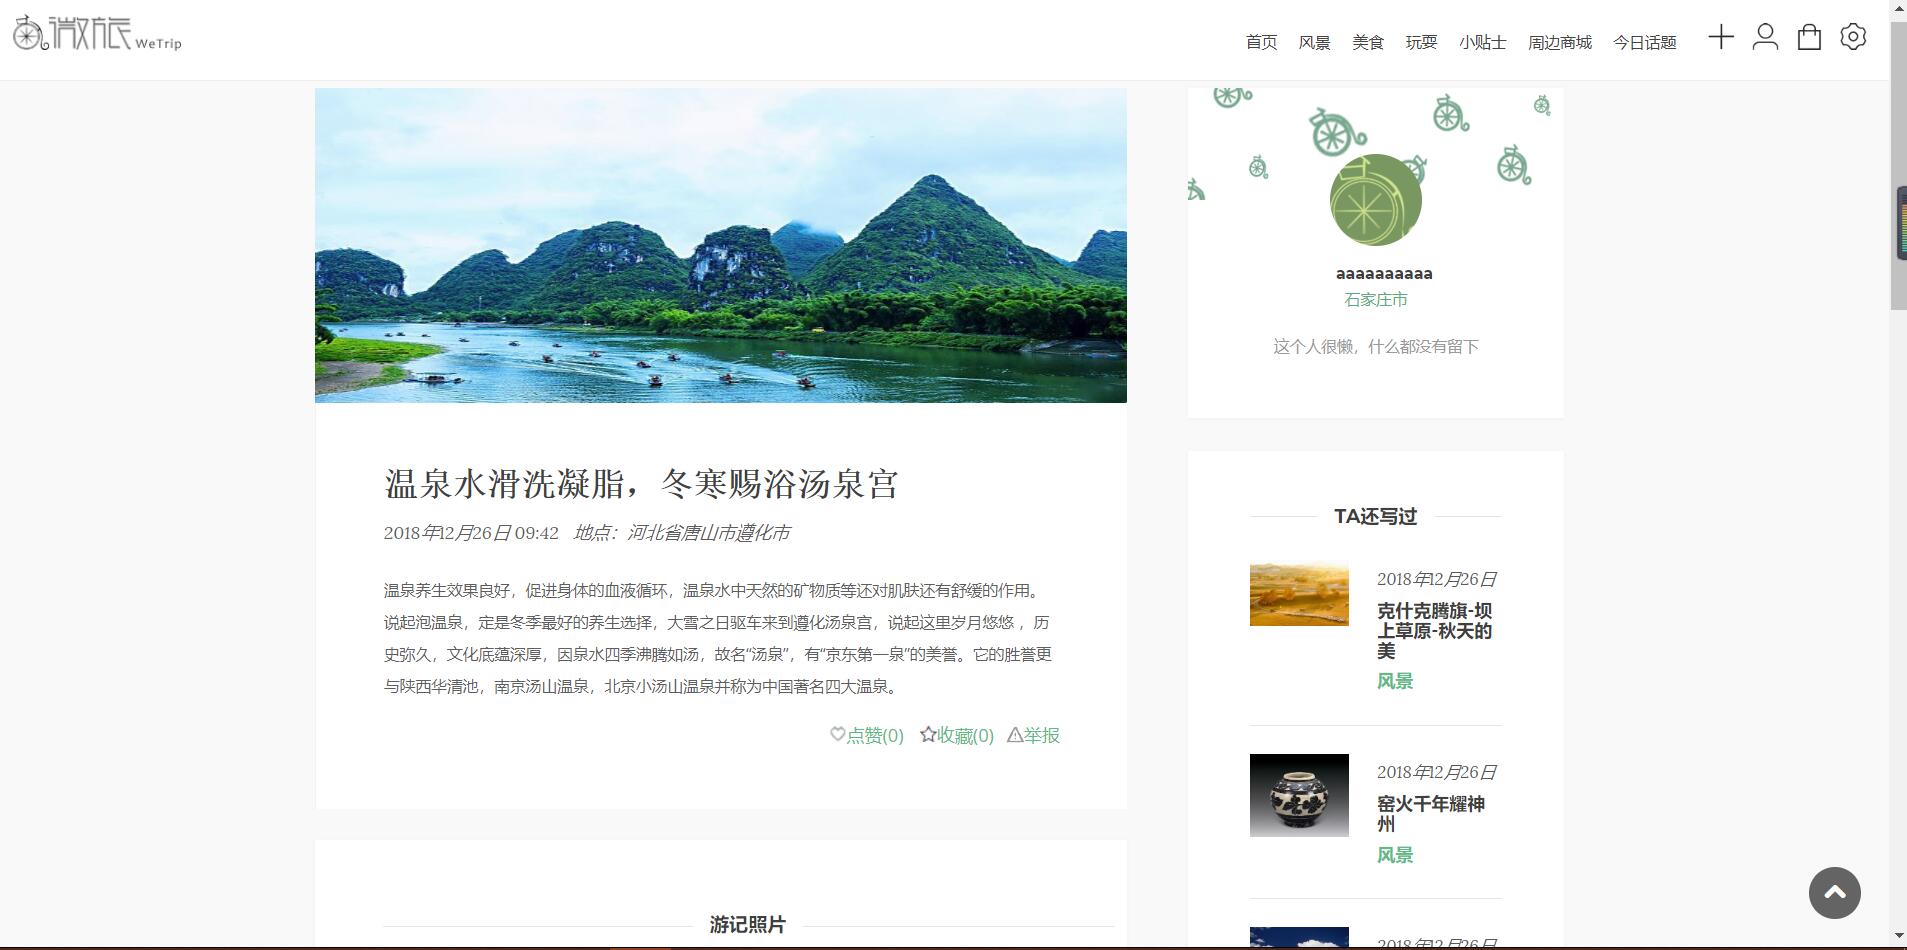 微旅 WeTrip
首页 风景 美食 玩耍 小贴士 周边商城 今日话题
温泉水滑洗凝脂，冬寒赐浴汤泉宫
2018年12月26日 09:42 地点：河北省唐山市遵化市
温泉养生效果良好，促进身体的血液循环，温泉水中天然的矿物质等还对肌肤还有舒缓的作用。
说起泡温泉，定是冬季最好的养生选择，大雪之日驱车来到遵化汤泉宫，说起这里岁月悠悠 ，历
史弥久，文化底蕴深厚，因泉水四季沸腾如汤，故名“汤泉”，有“京东第一泉”的美誉。它的胜誉更
与陕西华清池，南京汤山温泉，北京小汤山温泉并称为中国著名四大温泉。
点赞(0) 收藏(0) 举报
游记照片
aaaaaaaaaa
石家庄市
这个人很懒，什么都没有留下
TA还写过
2018年12月26日
克什克腾旗-坝
上草原-秋天的
美
风景
2018年12月26日
窑火千年耀神
州
风景
2018年12月26日